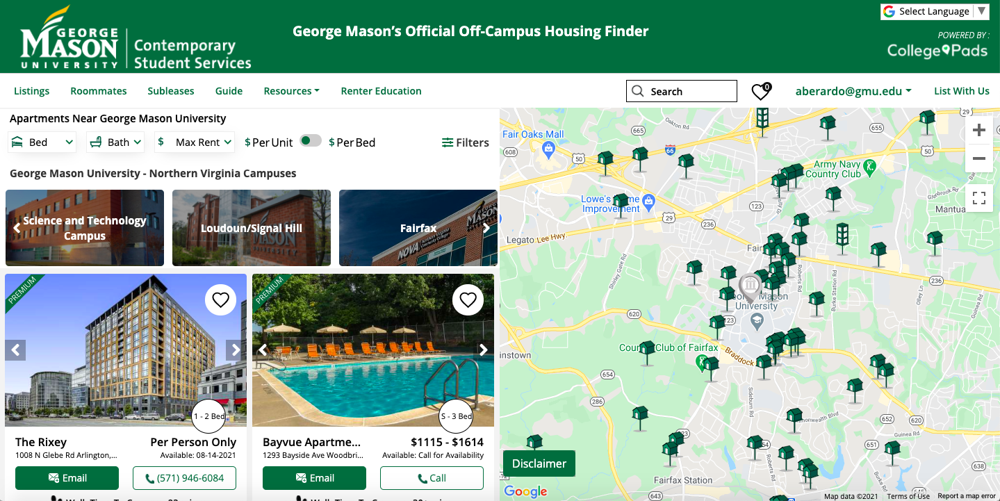 GEORGE
MASON
UNIVERSITY
Contemporary
Student Services
George Mason's Official Off-Campus Housing Finder
Select Language
POWERED BY :
College Pads
Listings
Roommates
Subleases
Guide
Resources
Renter Education
Search
0
aberardo@gmu.edu
List With Us
Apartments Near George Mason University
Bed
Bath
$ Max Rent
$ Per Unit
$ Per Bed
Filters
George Mason University - Northern Virginia Campuses
Science and Technology
Campus
Loudoun/Signal Hill
MASON
UNIVERSITY
Fairfax
NOVA
MASON
PREMIUM
1 - 2 Bed
The Rixey
Per Person Only
1008 N Glebe Rd Arlington,...
Available: 08-14-2021
Email
(571) 946-6084
PREMIUM
S - 3 Bed
Bayvue Apartme...
$1115 - $1614
1293 Bayside Ave Woodbri...
Available: Call for Availability
Email
Call
Fair Oaks Mall
Oakton Rd
665
608
50
66
655
29
50
Army Navy
Country Club
Glenbrook Rd
Mantua
Improvement
123
29
236
Legato
Lee Hwy.
Shirley Gate Rd
Roberts Rd
Burke Station Rd
Olley Ln
236
Guinea Rd
Mason
University
620
123
Country Club of Fairfax
Braddock
654
286
Sideburn Rd
652
620
Guinea Rd
651
638
123
654
Roberts Rd
Burke Rd
Fairfax Station
643
645
Disclaimer
Google
Map data ©2021
Terms of Use
Report a map error